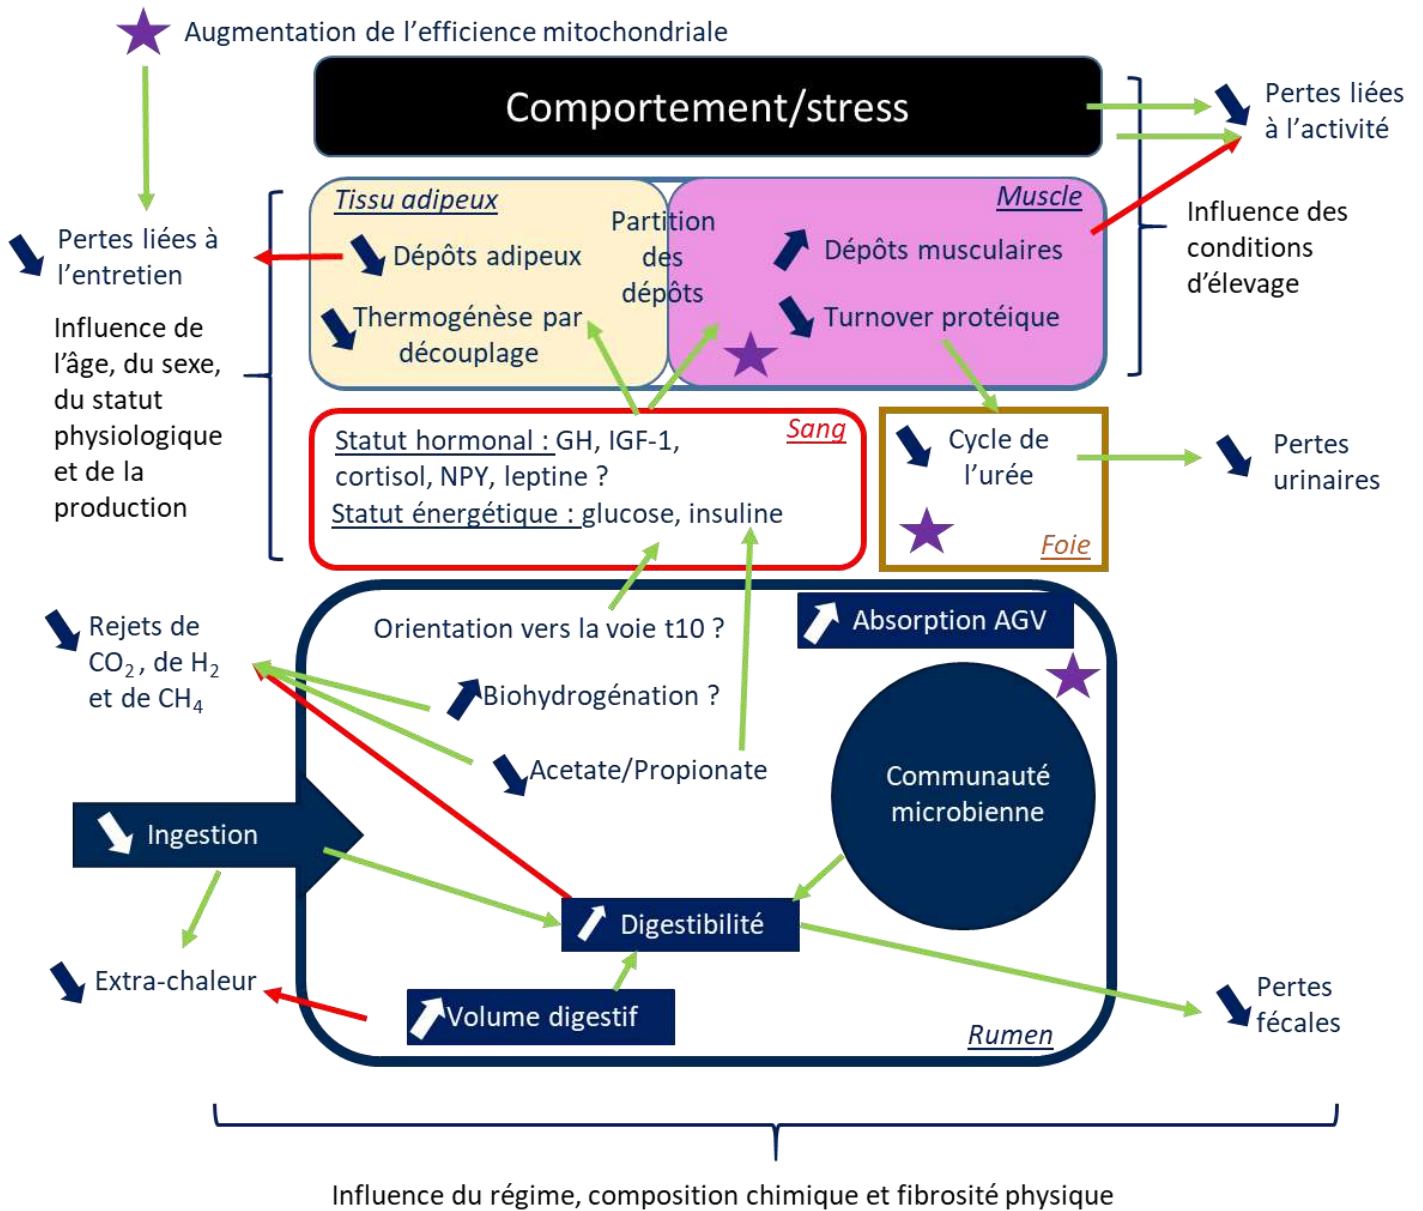 Augmentation de l’efficience mitochondriale
Comportement/stress
Pertes liées
à l’activité
Tissu adipeux
Muscle
Partition
des
dépôts
Dépôts adipeux
Thermogénèse par
découplage
Dépôts musculaires
Turnover protéique
Influence des
conditions
d’élevage
Pertes liées à
l’entretien
Influence de
l’âge, du sexe,
du statut
physiologique
et de la
production
Sang
Statut hormonal : GH, IGF-1,
cortisol, NPY, leptine ?
Statut énergétique : glucose, insuline
Cycle de
l’urée
Foie
Pertes
urinaires
Rejets de
CO₂ , de H₂
et de CH₄
Orientation vers la voie t10 ?
Absorption AGV
Biohydrogénation ?
Acetate/Propionate
Communauté
microbienne
Ingestion
Digestibilité
Extra-chaleur
Volume digestif
Rumen
Pertes
fécales
Influence du régime, composition chimique et fibrosité physique